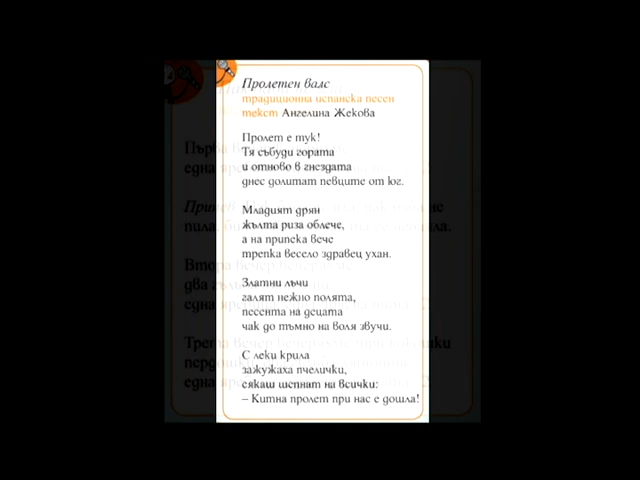 Пролетен валс
традиционна испанска песен
текст Ангелина Жекова
Пролет е тук!
Тя събуди гората
и отново в гнездата
днес долитат певците от юг.
Младият дрян
жълта риза облече,
а на припека вече
трепка весело здравец ухан.
Златни лъчи
галят нежно полята,
песента на децата
чак до тъмно на воля звучи.
С леки крила
зажужаха пчелички,
сякаш шепнат на всички:
– Китна пролет при нас е дошла!